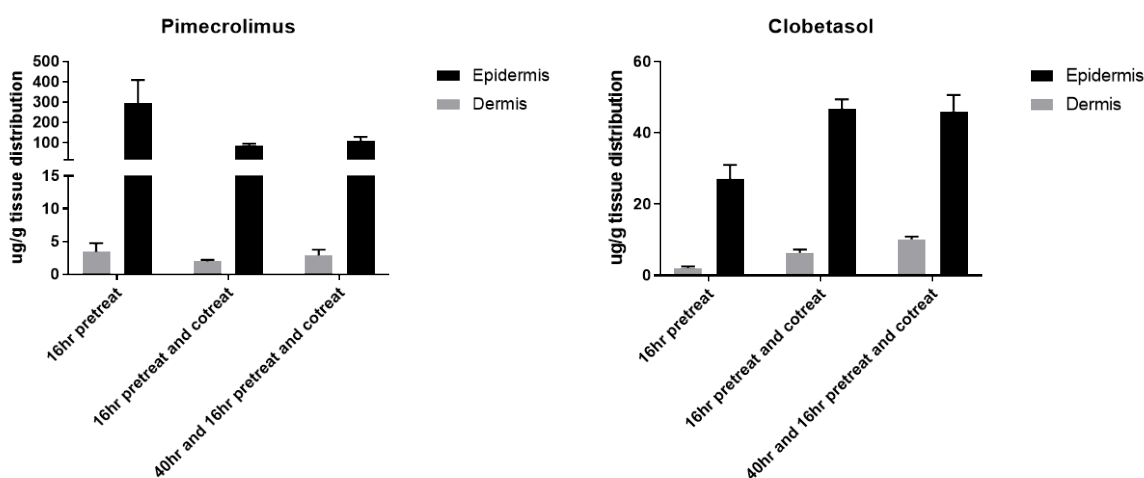 Pimecrolimus
ug/g tissue distribution
500
400
300
200
100
15
10
5
0
16hr pretreat
16hr pretreat and cotreat
40hr and 16hr pretreat and cotreat
Epidermis
Dermis
Clobetasol
ug/g tissue distribution
60
40
20
0
16hr pretreat
16hr pretreat and cotreat
40hr and 16hr pretreat and cotreat
Epidermis
Dermis